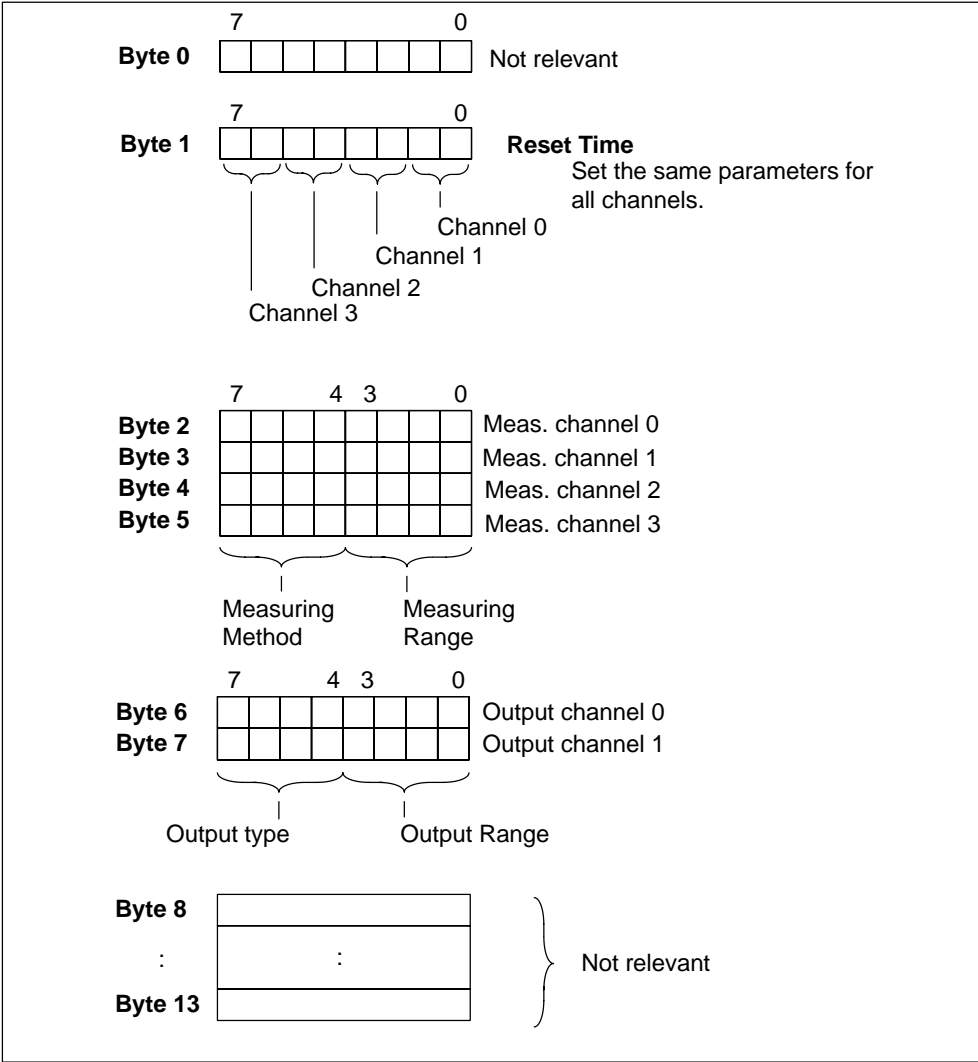 7 0
Byte 0 Not relevant
7 0
Byte 1 Reset Time
Set the same parameters for
all channels.
Channel 0
Channel 1
Channel 2
Channel 3
7 4 3 0
Byte 2 Meas. channel 0
Byte 3 Meas. channel 1
Byte 4 Meas. channel 2
Byte 5 Meas. channel 3
Measuring Measuring
Method Range
7 4 3 0
Byte 6 Output channel 0
Byte 7 Output channel 1
Output type Output Range
Byte 8
: : Not relevant
Byte 13